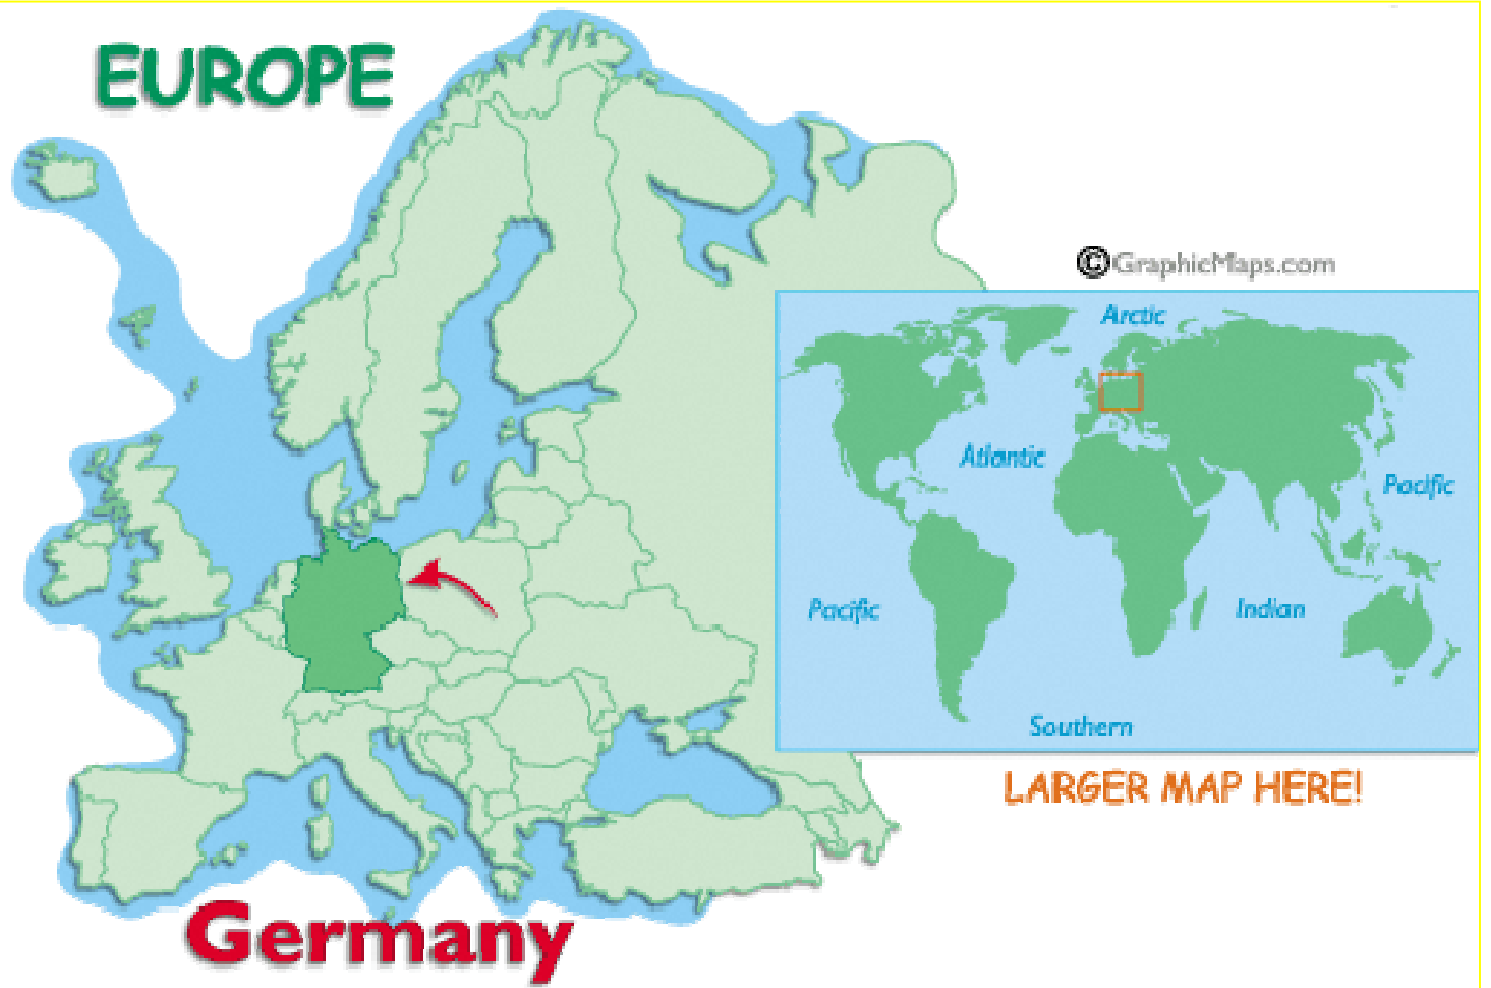 EUROPE
©GraphicMaps.com
Arctic
Atlantic
Pacific
Pacific
Indian
Southern
LARGER MAP HERE!
Germany